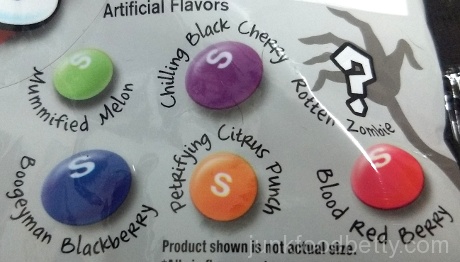 Artificial Flavors
S
Mummified Melon
S
Chilling Black Cherry
?
Rotten Zombie
S
Boogeyman Blackberry
S
Petrifying Citrus Punch
S
Blood Red Berry
Product shown is not actual size.
junkfoodbetty.com